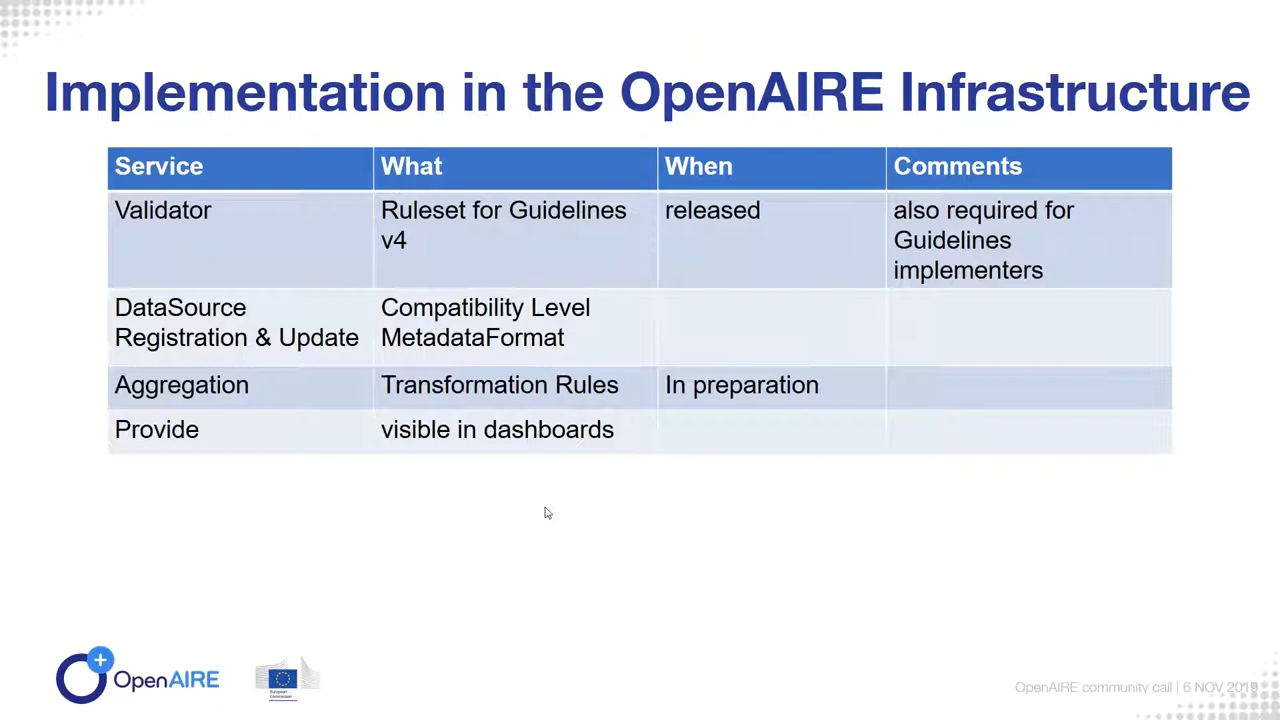 Implementation in the OpenAIRE Infrastructure
Service What When Comments
Validator Ruleset for Guidelines v4 released also required for Guidelines implementers
DataSource Registration & Update Compatibility Level MetadataFormat
Aggregation Transformation Rules In preparation
Provide visible in dashboards
OpenAIRE
European
Commission
OpenAIRE community call | 6 NOV 2019